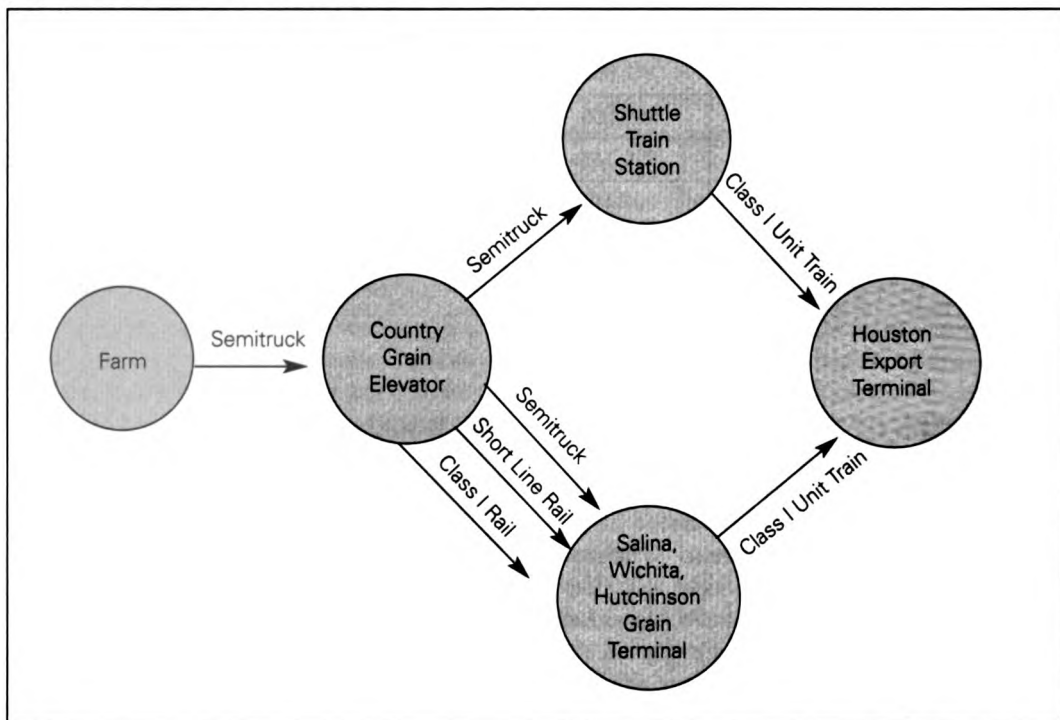 Shuttle
Train
Station
Semitruck
Class I Unit Train
Farm
Semitruck
Country
Grain
Elevator
Houston
Export
Terminal
Semitruck
Short Line Rail
Class I Rail
Salina,
Wichita,
Hutchinson
Grain
Terminal
Class I Unit Train